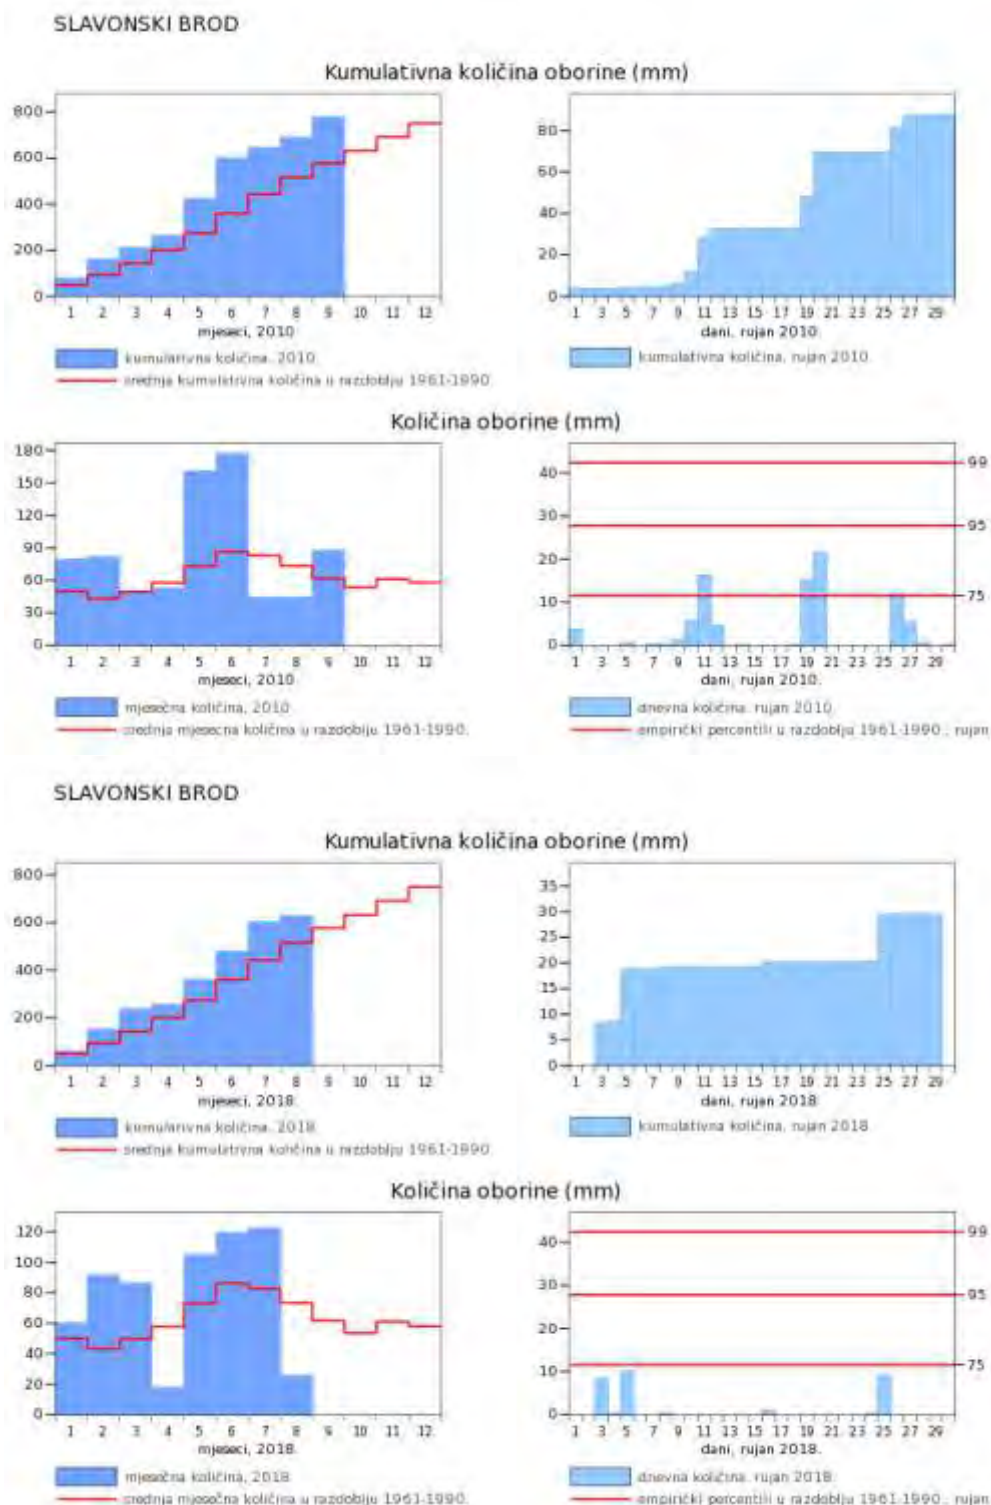 SLAVONSKI BROD
Kumulativna količina oborine (mm)
800
600
400
200
0
1 2 3 4 5 6 7 8 9 10 11 12
mjeseci, 2010
kumulativna količina, 2010
srednja kumulativna količina u razdoblju 1961-1990.
80
60
40
20
0
1 3 5 7 9 11 13 15 17 19 21 23 25 27 29
dani, rujan 2010
kumulativna količina, rujan 2010
Količina oborine (mm)
180
150
120
90
60
30
0
1 2 3 4 5 6 7 8 9 10 11 12
mjeseci, 2010
mjesečna količina, 2010
srednja mjesečna količina u razdoblju 1961-1990.
40
30
20
10
0
99
95
75
1 3 5 7 9 11 13 15 17 19 21 23 25 27 29
dani, rujan 2010.
dnevna količina, rujan 2010.
empirički percentili u razdoblju 1961-1990., rujan
SLAVONSKI BROD
Kumulativna količina oborine (mm)
800
600
400
200
0
1 2 3 4 5 6 7 8 9 10 11 12
mjeseci, 2018
kumulativna količina, 2018
srednja kumulativna količina u razdoblju 1961-1990.
35
30
25
20
15
10
5
0
1 3 5 7 9 11 13 15 17 19 21 23 25 27 29
dani, rujan 2018
kumulativna količina, rujan 2018
Količina oborine (mm)
120
100
80
60
40
20
0
1 2 3 4 5 6 7 8 9 10 11 12
mjeseci, 2018.
mjesečna količina, 2018.
srednja mjesečna količina u razdoblju 1961-1990.
40
30
20
10
0
99
95
75
1 3 5 7 9 11 13 15 17 19 21 23 25 27 29
dani, rujan 2018.
dnevna količina, rujan 2018.
empirički percentili u razdoblju 1961-1990., rujan